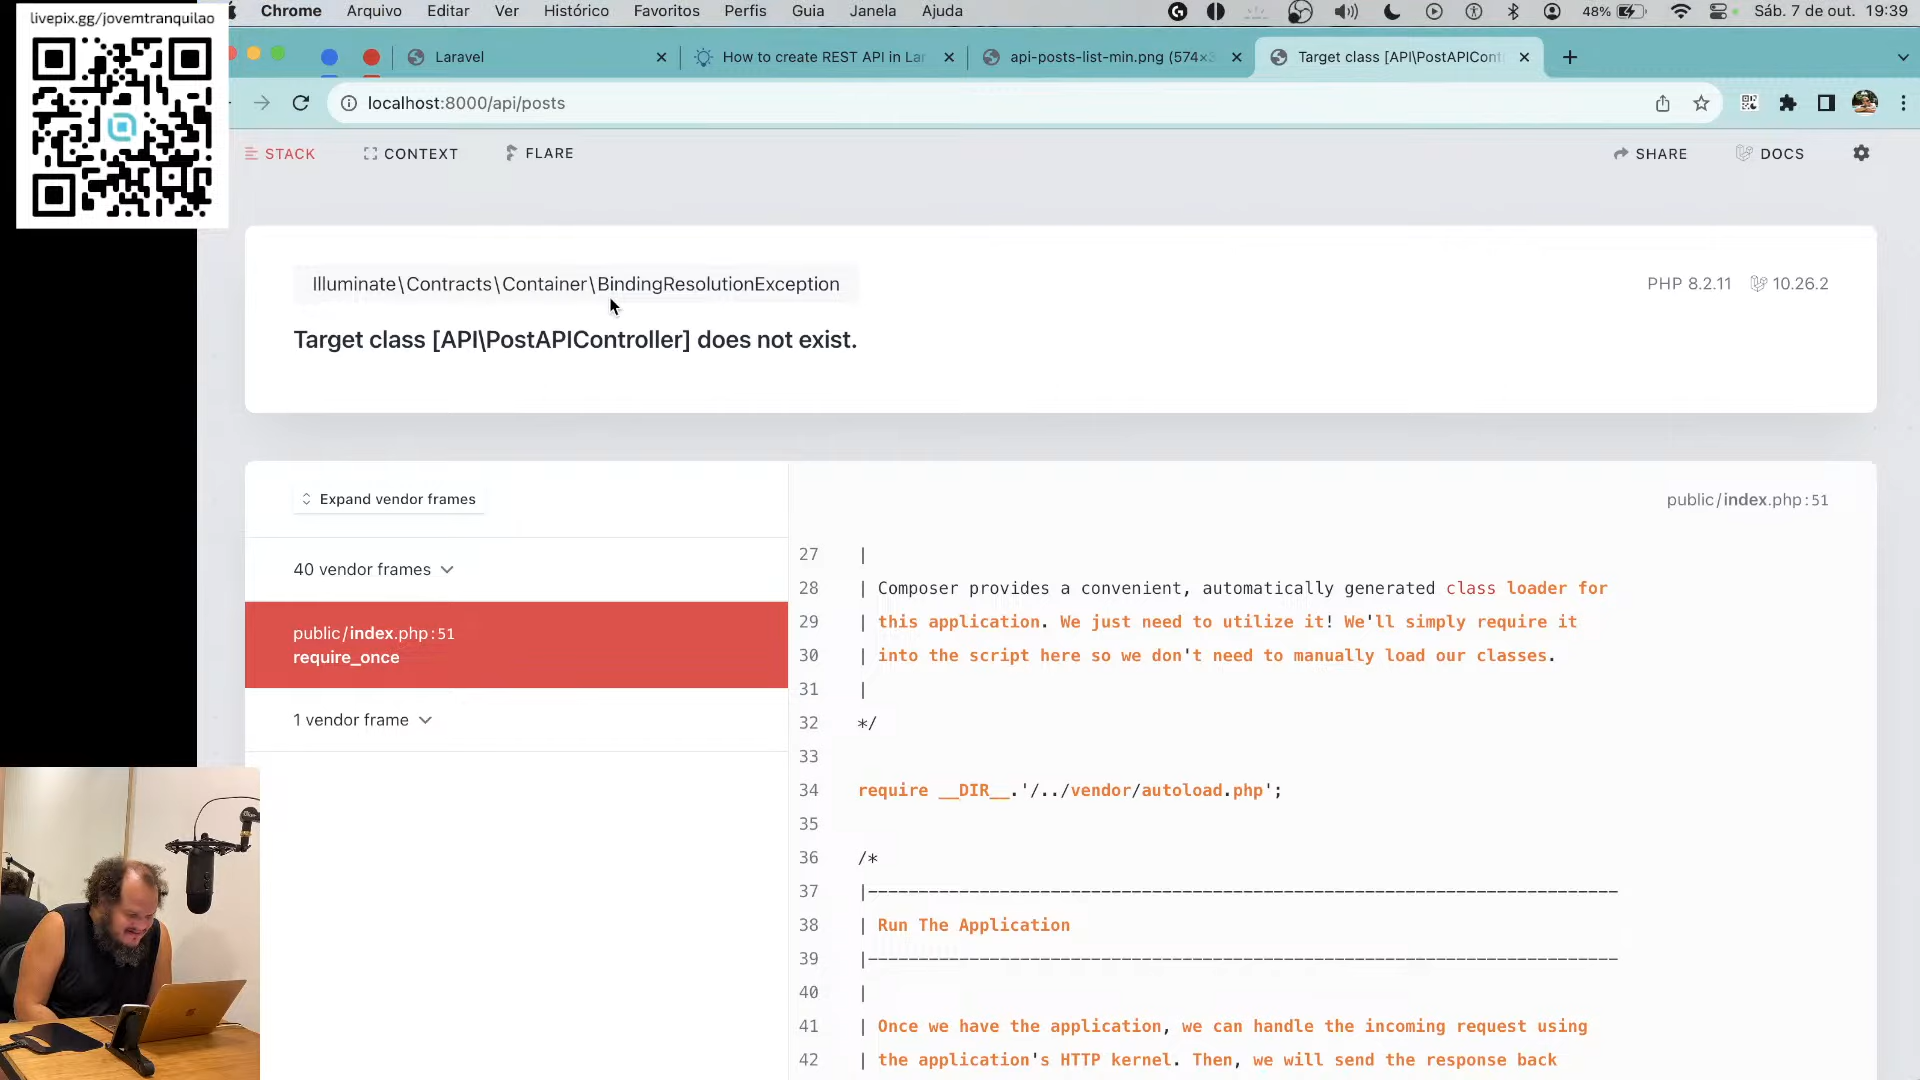 livepix.gg/jovemtranquilao
Chrome Arquivo Editar Ver Histórico Favoritos Perfis Guia Janela Ajuda 48% Sáb. 7 de out. 19:39
Laravel
How to create REST API in Lar
api-posts-list-min.png (574×3
Target class [API\PostAPIContr
localhost:8000/api/posts
STACK CONTEXT FLARE SHARE DOCS
Illuminate\Contracts\Container\BindingResolutionException
PHP 8.2.11 10.26.2
Target class [API\PostAPIController] does not exist.
Expand vendor frames
40 vendor frames
public/index.php:51
require_once
1 vendor frame
public/index.php:51
27 |
28 | Composer provides a convenient, automatically generated class loader for
29 | this application. We just need to utilize it! We'll simply require it
30 | into the script here so we don't need to manually load our classes.
31 |
32 */
33
34 require __DIR__.'/../vendor/autoload.php';
35
36 /*
37 |--------------------------------------------------------------------------
38 | Run The Application
39 |--------------------------------------------------------------------------
40 |
41 | Once we have the application, we can handle the incoming request using
42 | the application's HTTP kernel. Then, we will send the response back